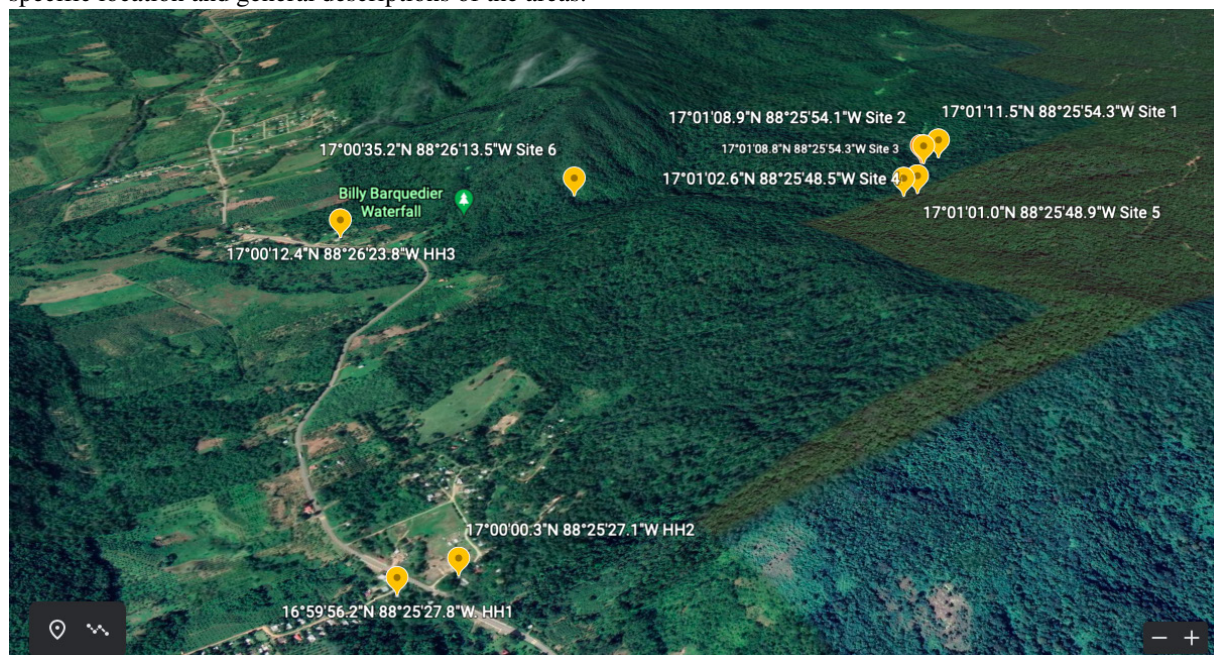 specific location and general descriptions of the areas.
17°01'11.5"N 88°25'54.3"W Site 1
17°01'08.9"N 88°25'54.1"W Site 2
17°01'08.8"N 88°25'54.3"W Site 3
17°00'35.2"N 88°26'13.5"W Site 6
17°01'02.6"N 88°25'48.5"W Site 4
Billy Barquedier
Waterfall
17°01'01.0"N 88°25'48.9"W Site 5
17°00'12.4"N 88°26'23.8"W HH3
17°00'00.3"N 88°25'27.1"W HH2
16°59'56.2"N 88°25'27.8"W. HH1